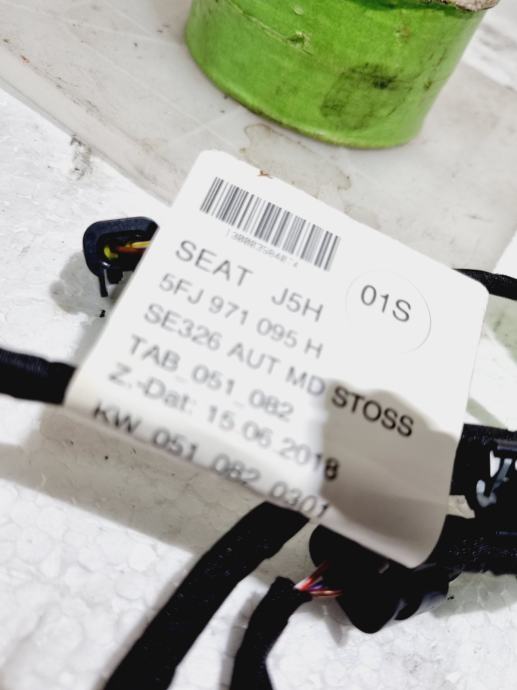 SEAT J5H 01S
5FJ 971 095 H
SE326 AUT MD STOSS
TAB_051_082
Z.-Dat: 15.06.2018
KW_051_082_0301